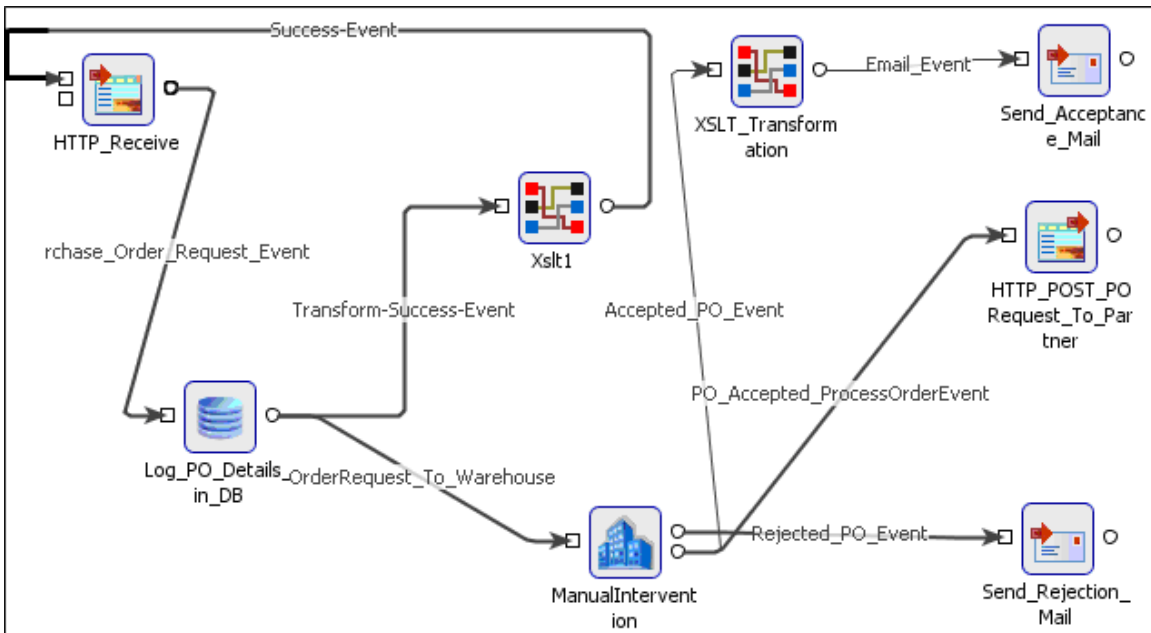 Success-Event
HTTP_Receive
XSLT_Transform
ation
Email_Event
Send_Acceptanc
e_Mail
rchase_Order_Request_Event
Xslt1
Transform-Success-Event
Accepted_PO_Event
HTTP_POST_PO
Request_To_Par
tner
PO_Accepted_ProcessOrderEvent
Log_PO_Details_
in_DB
OrderRequest_To_Warehouse
Rejected_PO_Event
ManualIntervent
ion
Send_Rejection_
Mail